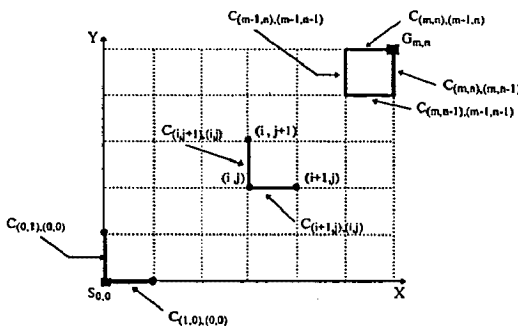 C(m-1,n),(m-1,n-1)
C(m,n),(m-1,n)
Y
Gm,n
C(m,n),(m,n-1)
C(m,n-1),(m-1,n-1)
C(i,j+1),(i,j)
(i, j+1)
(i,j)
(i+1,j)
C(i+1,j),(i,j)
C(0,1),(0,0)
S0,0
X
C(1,0),(0,0)